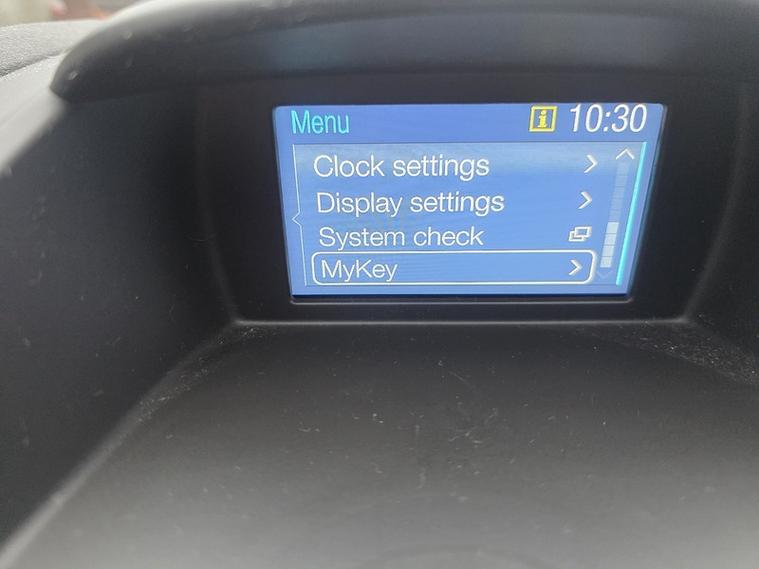 Menu i 10:30
Clock settings
Display settings
System check
MyKey